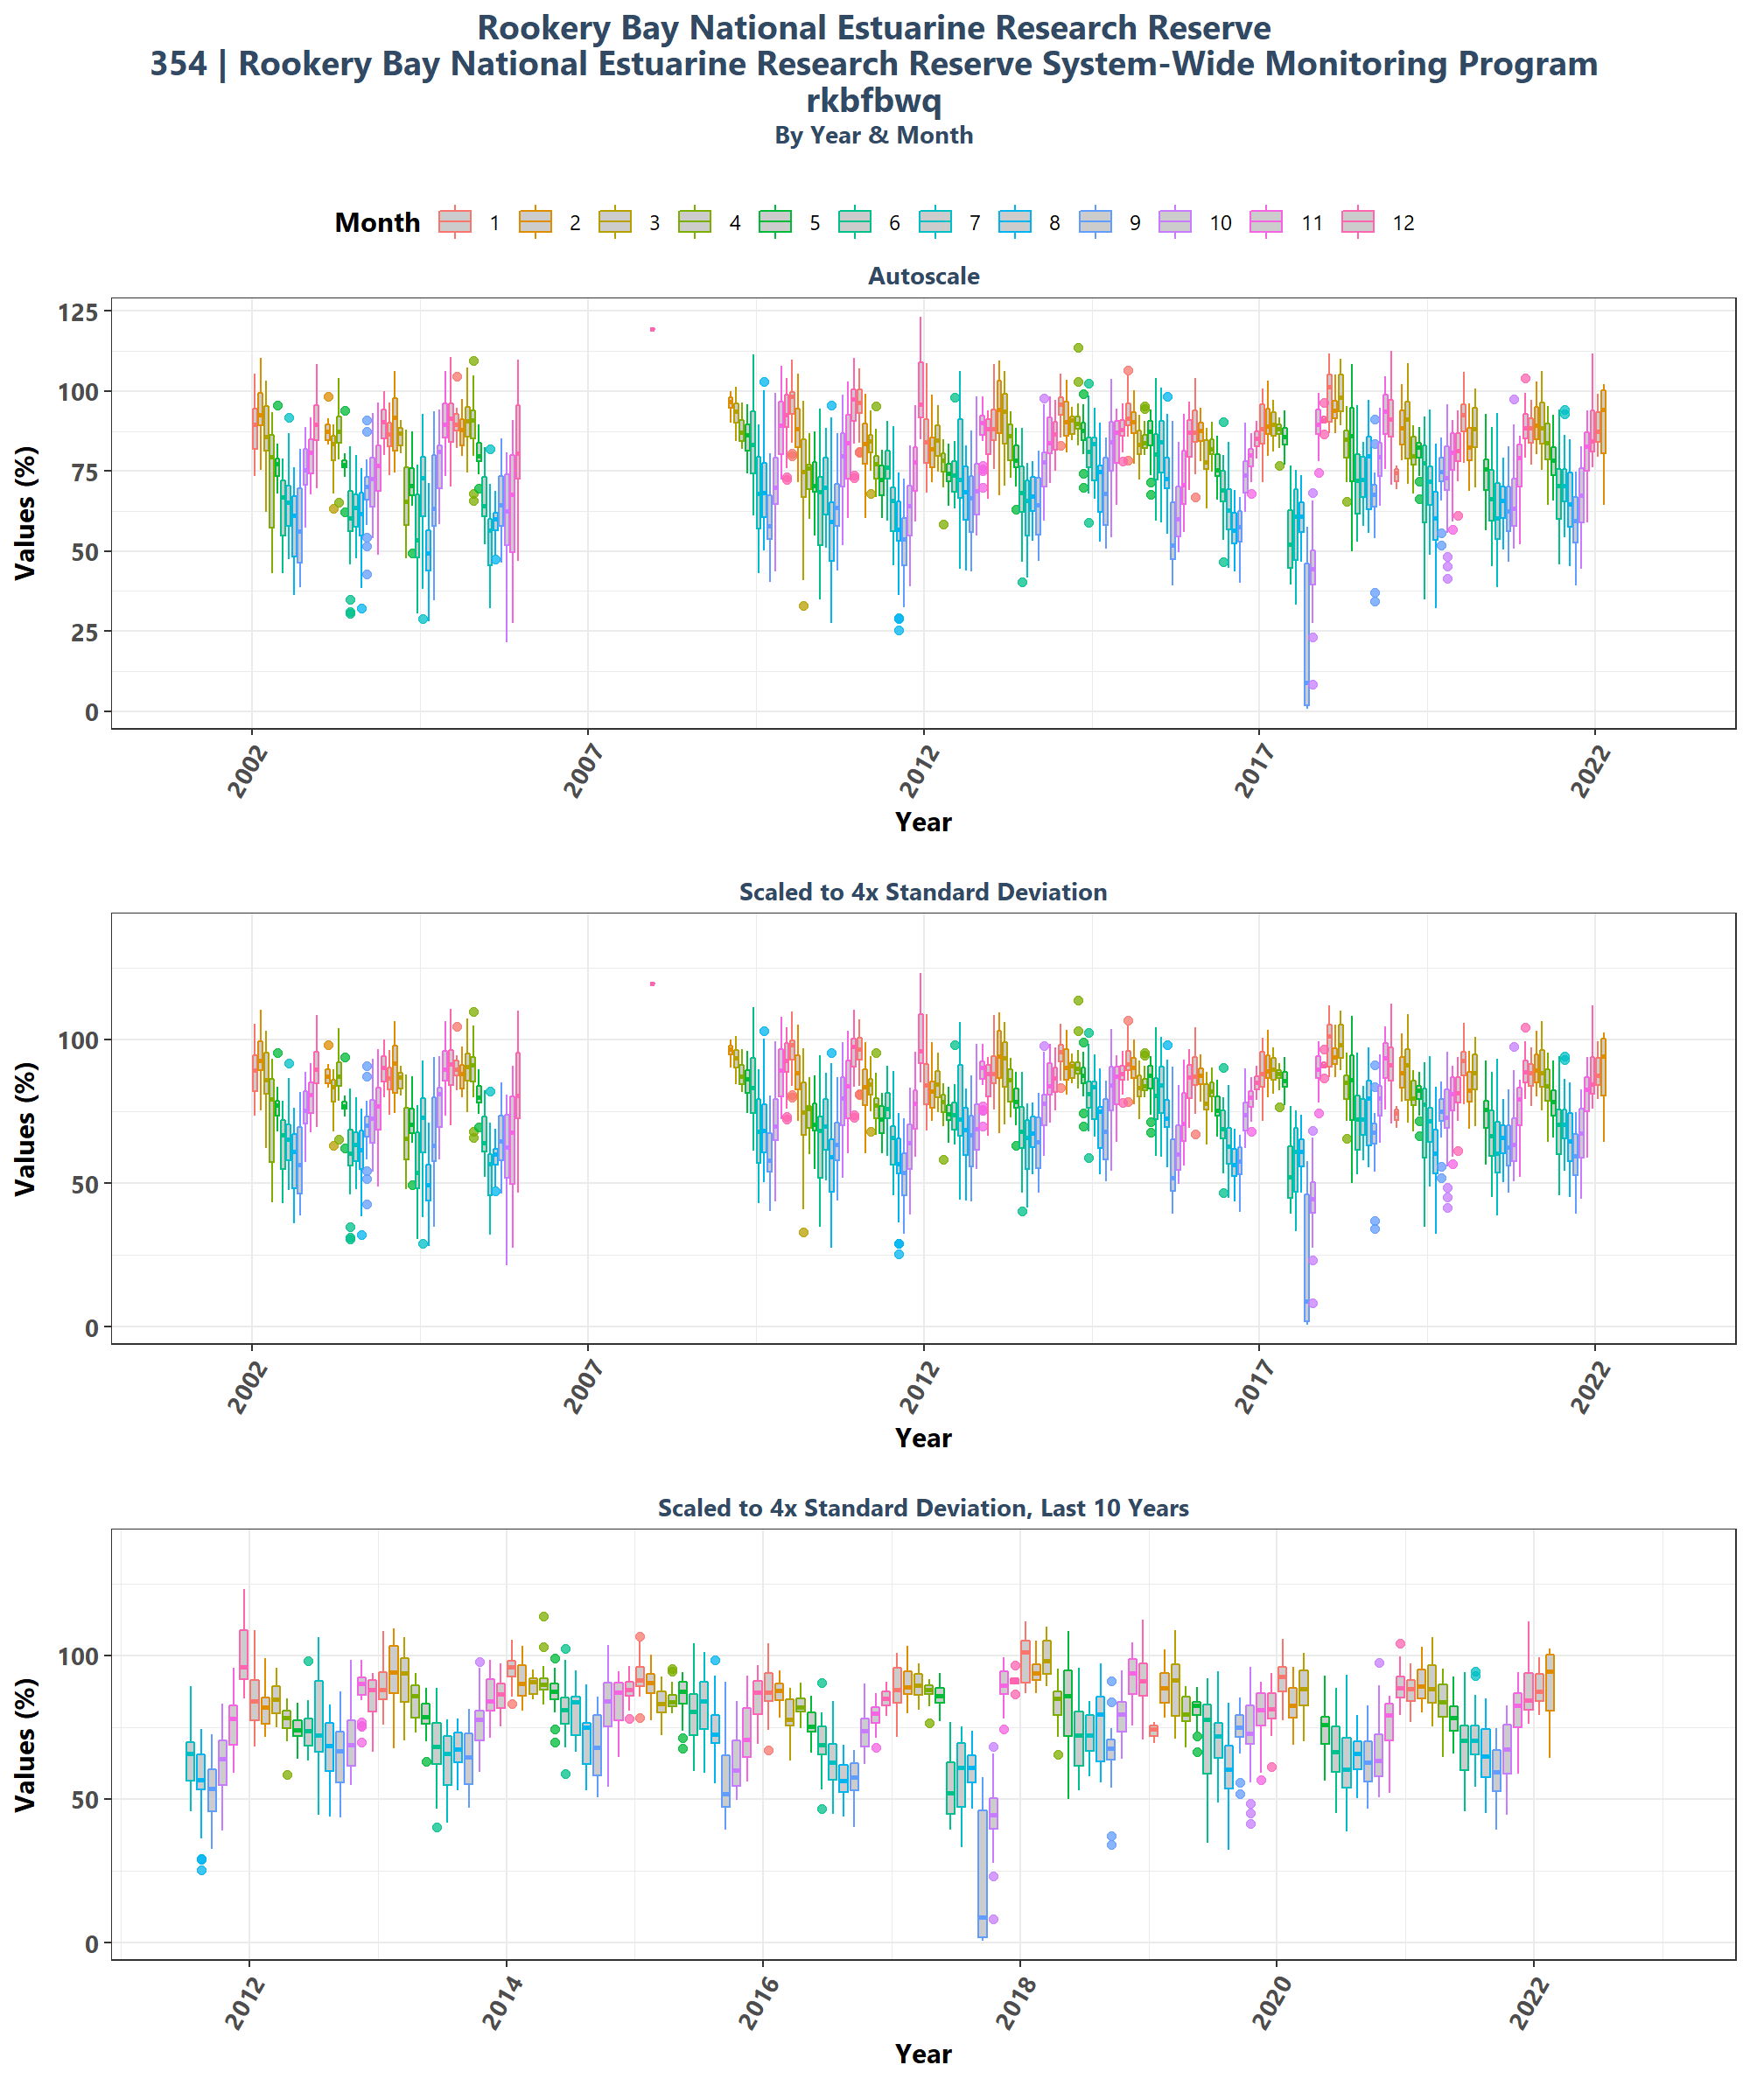 Rookery Bay National Estuarine Research Reserve
354 | Rookery Bay National Estuarine Research Reserve System-Wide Monitoring Program
rkbfbwq
By Year & Month
Month 1 2 3 4 5 6 7 8 9 10 11 12
Autoscale
Values (%)
125
100
75
50
25
0
2002 2007 2012 2017 2022
Year
Scaled to 4x Standard Deviation
Values (%)
100
50
0
2002 2007 2012 2017 2022
Year
Scaled to 4x Standard Deviation, Last 10 Years
Values (%)
100
50
0
2012 2014 2016 2018 2020 2022
Year